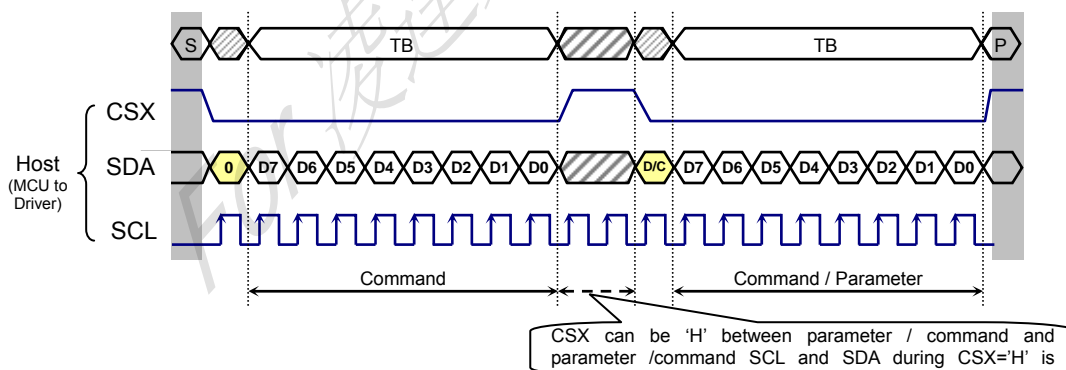 S TB TB P
CSX
Host
(MCU to
Driver)
SDA 0 D7 D6 D5 D4 D3 D2 D1 D0 D/C D7 D6 D5 D4 D3 D2 D1 D0
SCL
Command Command / Parameter
CSX can be 'H' between parameter / command and
parameter /command SCL and SDA during CSX='H' is
For 凌